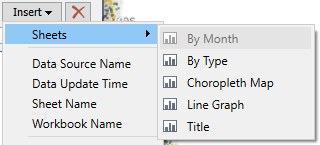 Insert
Sheets
Data Source Name
Data Update Time
Sheet Name
Workbook Name
By Month
By Type
Choropleth Map
Line Graph
Title